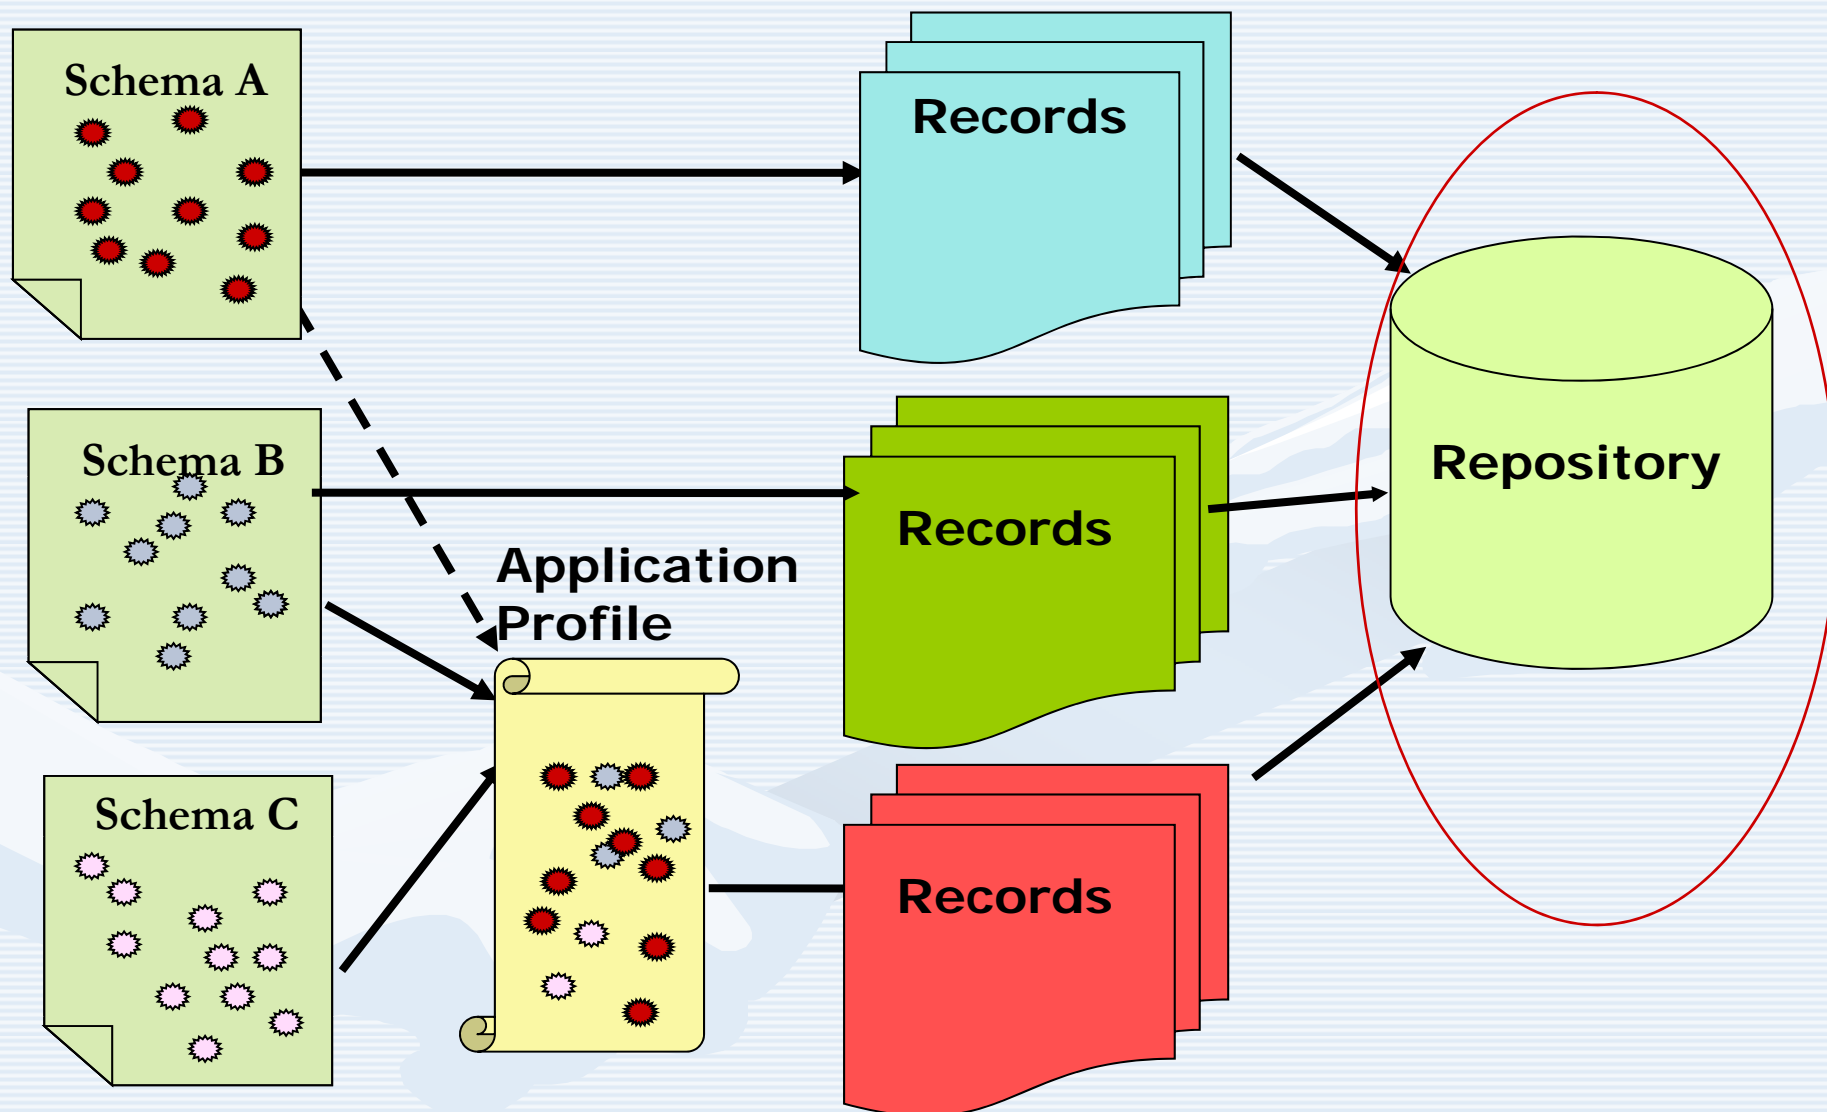 Schema A
Records
Schema B
Repository
Records
Application
Profile
Schema C
Records